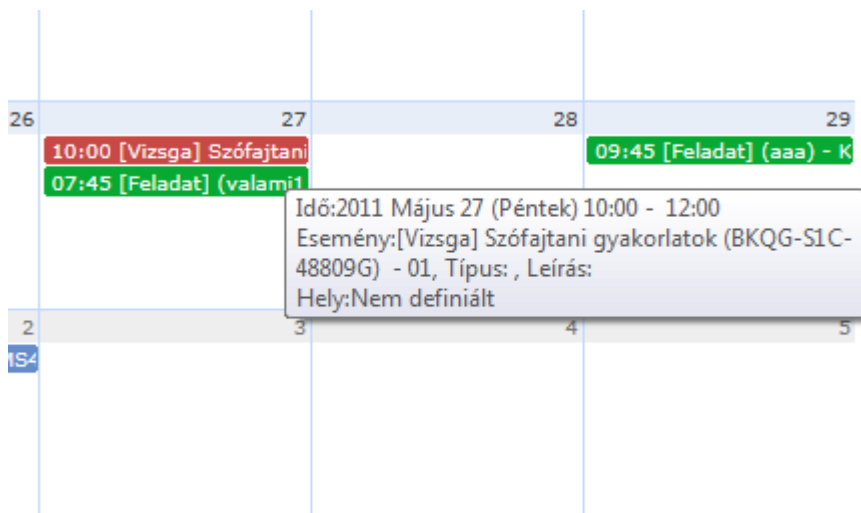 26 27 28 29
10:00 [Vizsga] Szófajtani
09:45 [Feladat] (aaa) - K
07:45 [Feladat] (valami1
Idő:2011 Május 27 (Péntek) 10:00 - 12:00
Esemény:[Vizsga] Szófajtani gyakorlatok (BKQG-S1C-
48809G) - 01, Típus: , Leírás:
Hely:Nem definiált
2 3 4 5
MS4